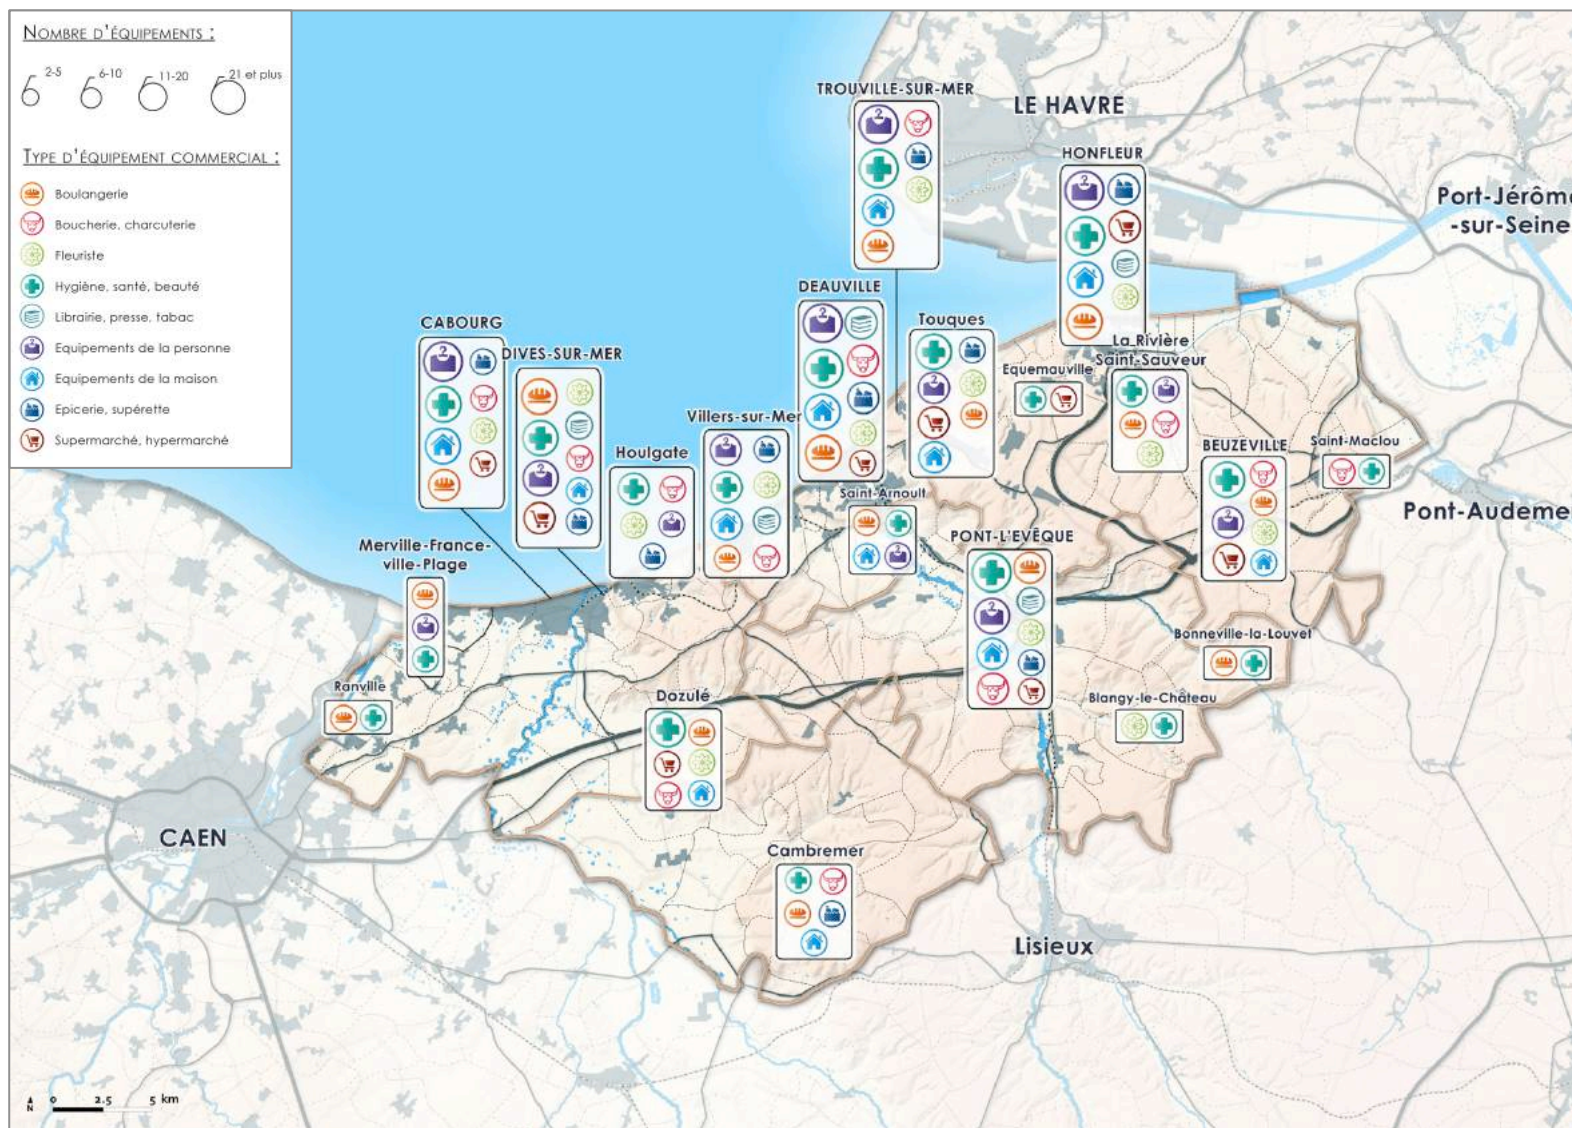 NOMBRE D'ÉQUIPEMENTS :
2-5
6-10
11-20
21 et plus
TYPE D'ÉQUIPEMENT COMMERCIAL :
Boulangerie
Boucherie, charcuterie
Fleuriste
Hygiène, santé, beauté
Librairie, presse, tabac
Equipements de la personne
Equipements de la maison
Epicerie, supérette
Supermarché, hypermarché
TROUVILLE-SUR-MER
LE HAVRE
HONFLEUR
Port-Jérôme
-sur-Seine
DEAUVILLE
CABOURG
DIVES-SUR-MER
Touques
La Rivière
Saint-Sauveur
Equemauville
Villers-sur-Mer
Houlgate
BEUZEVILLE
Saint-Maclou
Saint-Arnoult
Pont-Audeme
PONT-L'EVÊQUE
Merville-France-
ville-Plage
Bonneville-la-Louvet
Ranville
Dozulé
Blangy-le-Château
CAEN
Cambremer
Lisieux
N
0 2.5 5 km